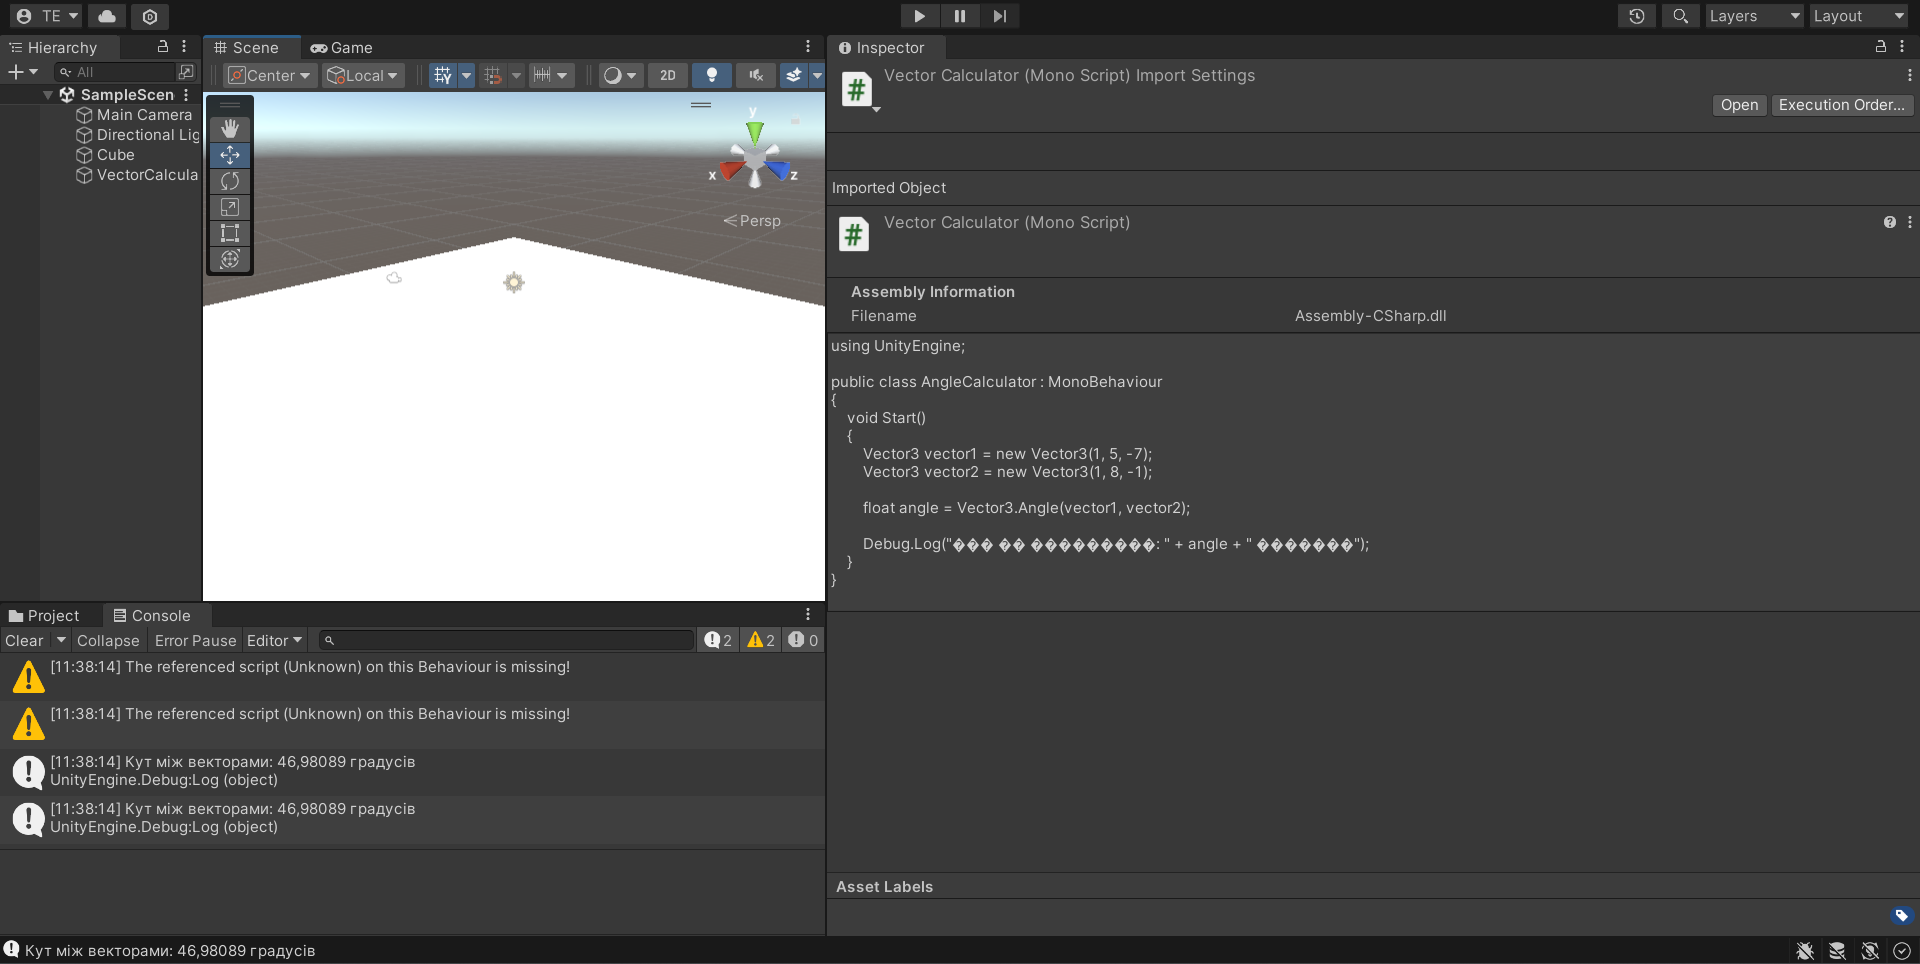 TE
Layers
Layout
Hierarchy
All
SampleScen
Main Camera
Directional Lig
Cube
VectorCalcula
Scene
Game
Center
Local
2D
y
x
z
Persp
Inspector
Vector Calculator (Mono Script) Import Settings
Open
Execution Order...
Imported Object
Vector Calculator (Mono Script)
Assembly Information
Filename
Assembly-CSharp.dll
using UnityEngine;
public class AngleCalculator : MonoBehaviour
{
void Start()
{
Vector3 vector1 = new Vector3(1, 5, -7);
Vector3 vector2 = new Vector3(1, 8, -1);
float angle = Vector3.Angle(vector1, vector2);
Debug.Log("��� �� ���������: " + angle + " �������");
}
}
Asset Labels
Project
Console
Clear
Collapse
Error Pause
Editor
2
2
0
[11:38:14] The referenced script (Unknown) on this Behaviour is missing!
[11:38:14] The referenced script (Unknown) on this Behaviour is missing!
[11:38:14] Кут між векторами: 46,98089 градусів
UnityEngine.Debug:Log (object)
[11:38:14] Кут між векторами: 46,98089 градусів
UnityEngine.Debug:Log (object)
Кут між векторами: 46,98089 градусів